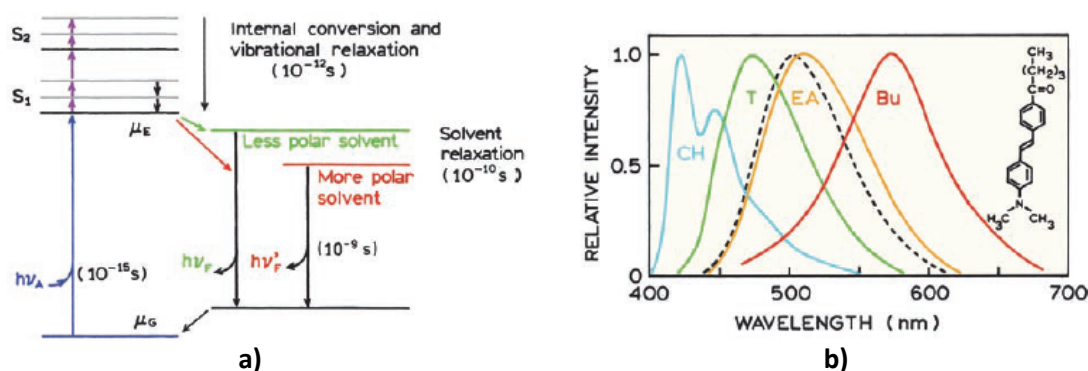 S₂
S₁
Internal conversion and
vibrational relaxation
(10⁻¹²s)
μE
Less polar solvent
More polar
solvent
Solvent
relaxation
(10⁻¹⁰s)
hνA
(10⁻¹⁵s)
hνF
hν'F
(10⁻⁹s)
μG
a)
RELATIVE INTENSITY
1.0
0.5
0
CH
T
EA
Bu
CH₃
(CH₂)₃
C=O
N
H₃C
CH₃
400
500
600
700
WAVELENGTH (nm)
b)